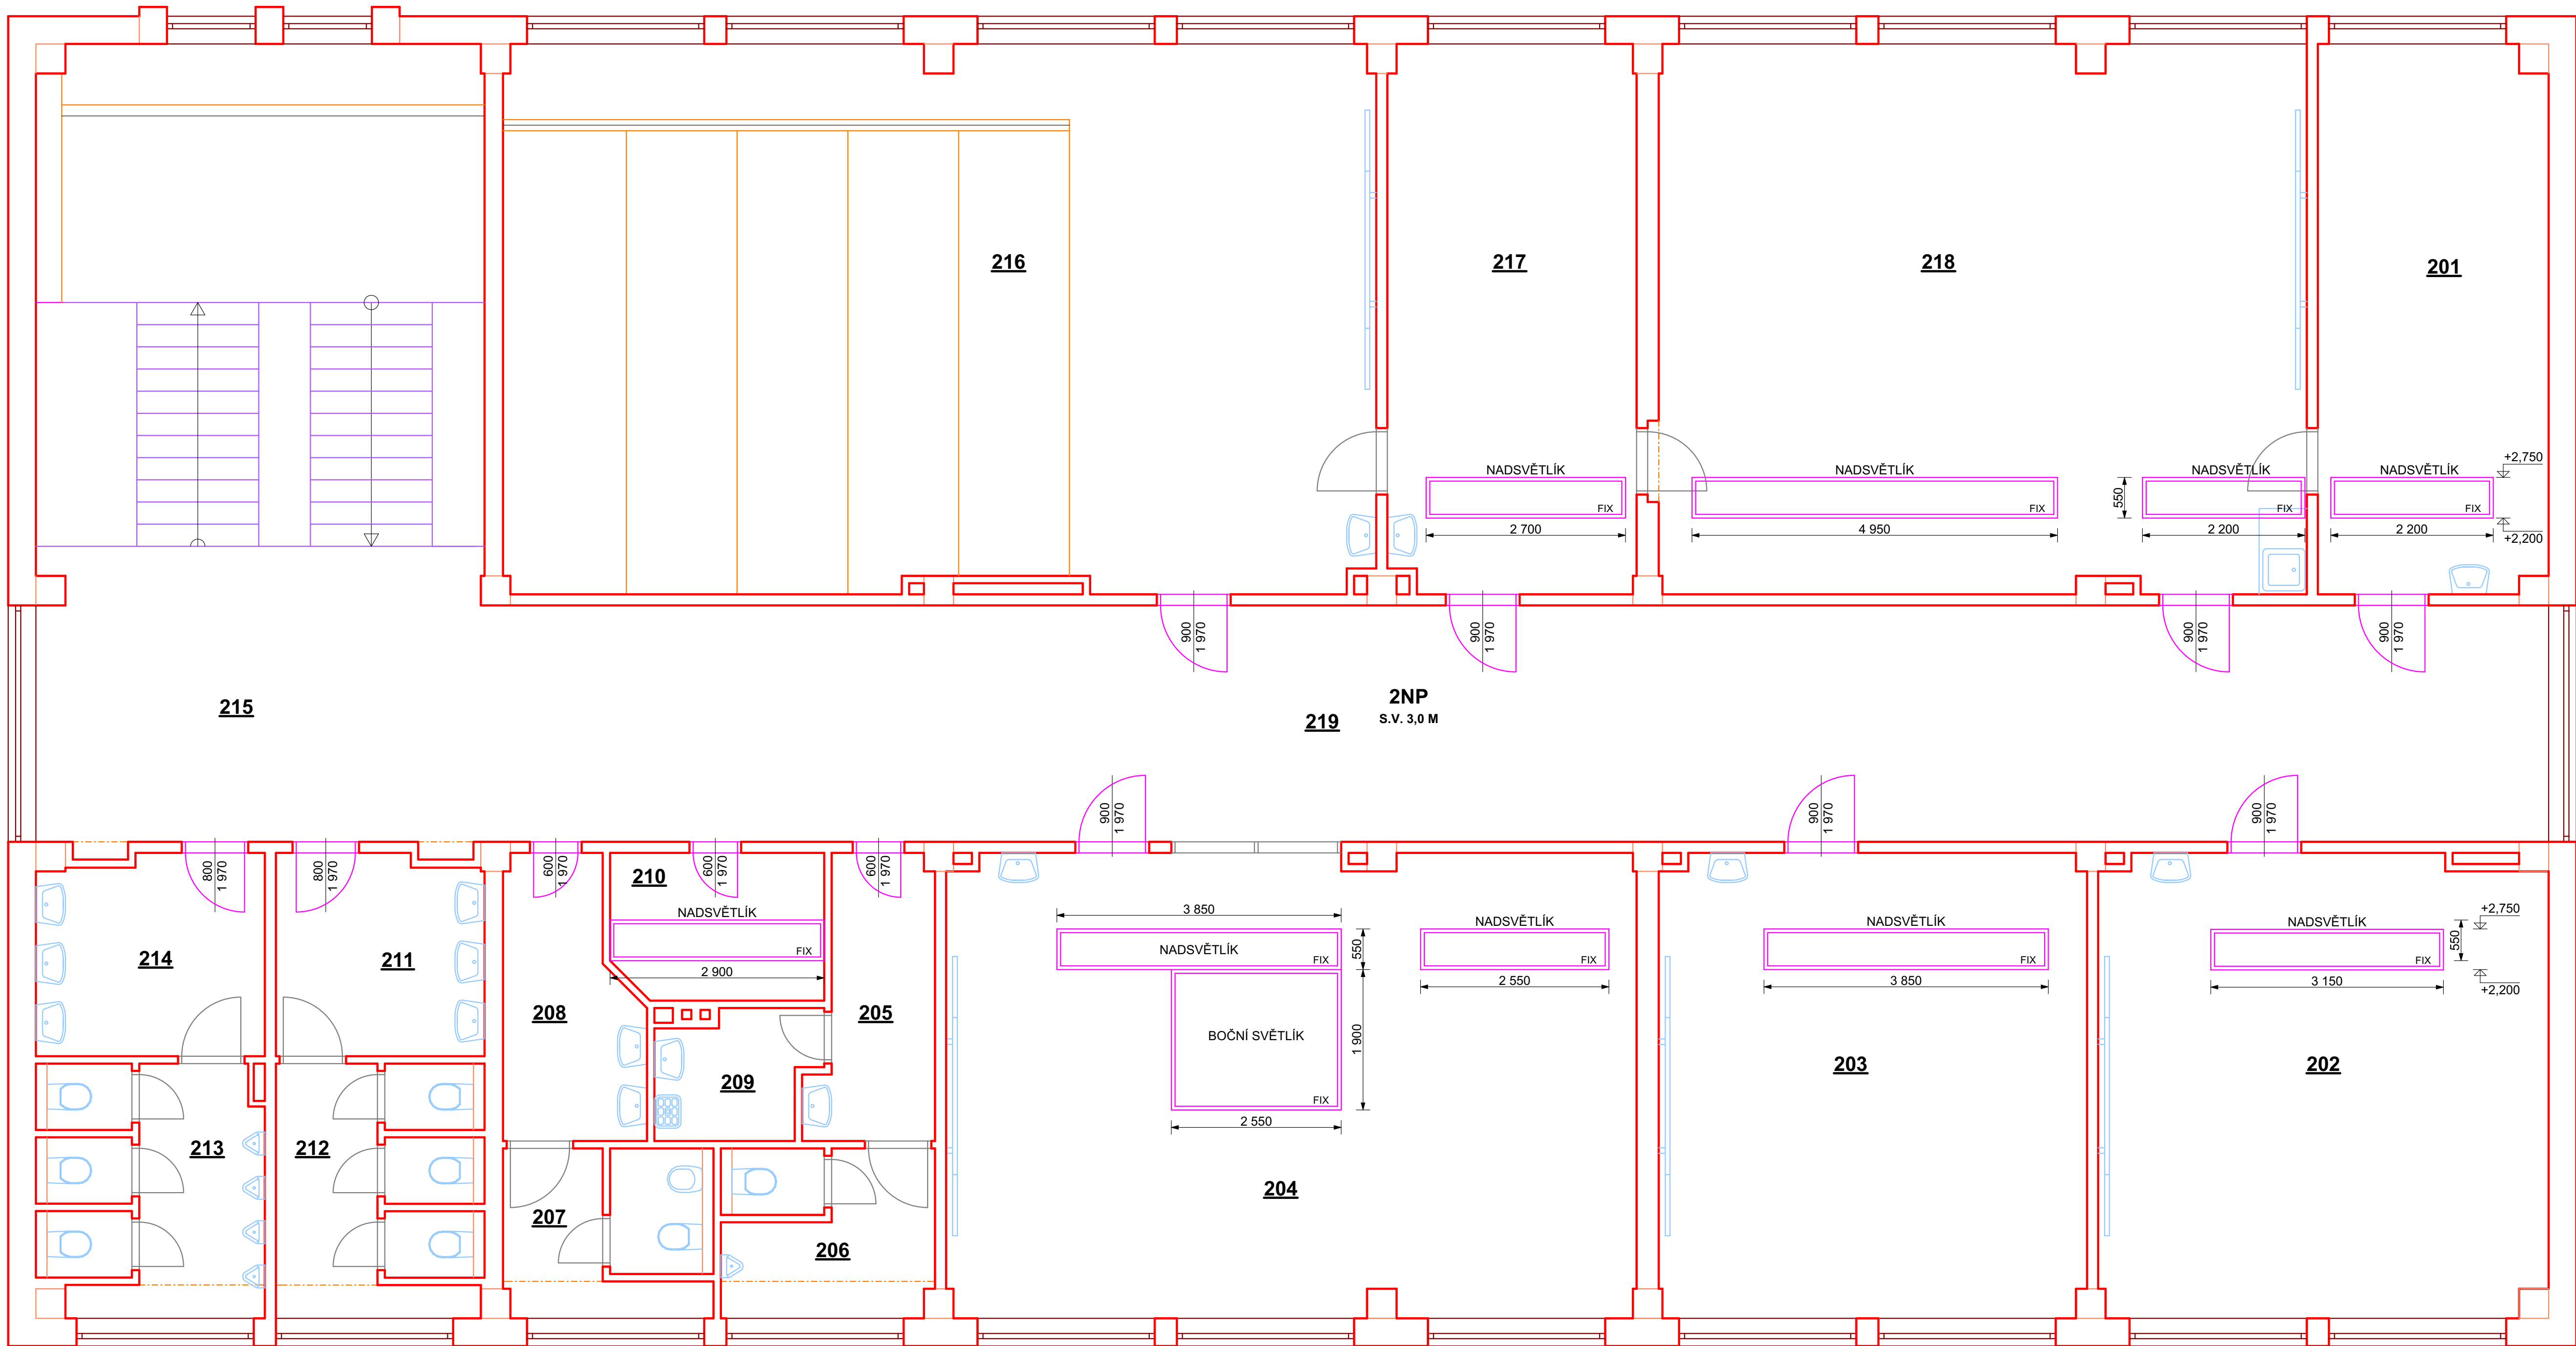 216
217
218
201
NADSVĚTLÍK
FIX
2 700
NADSVĚTLÍK
FIX
4 950
550
NADSVĚTLÍK
FIX
2 200
NADSVĚTLÍK
FIX
2 200
+2,750
+2,200
900
1 970
900
1 970
900
1 970
900
1 970
215
219
2NP
S.V. 3,0 M
900
1 970
900
1 970
900
1 970
800
1 970
800
1 970
600
1 970
600
1 970
600
1 970
210
NADSVĚTLÍK
FIX
2 900
214
211
208
205
209
213
212
207
206
3 850
NADSVĚTLÍK
FIX
550
BOČNÍ SVĚTLÍK
FIX
1 900
2 550
NADSVĚTLÍK
FIX
2 550
204
NADSVĚTLÍK
FIX
3 850
203
NADSVĚTLÍK
FIX
3 150
550
+2,750
+2,200
202